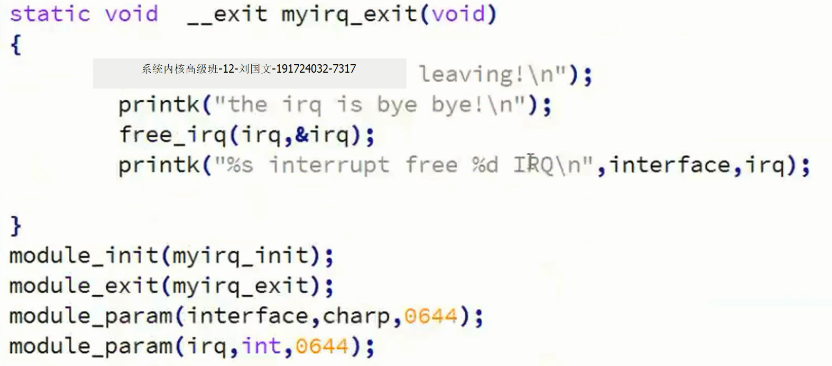 static void  __exit myirq_exit(void)
{
系统内核高级班-12-刘国文-191724032-7317 leaving!\n");
printk("the irq is bye bye!\n");
free_irq(irq,&irq);
printk("%s interrupt free %d IRQ\n",interface,irq);
}
module_init(myirq_init);
module_exit(myirq_exit);
module_param(interface,charp,0644);
module_param(irq,int,0644);